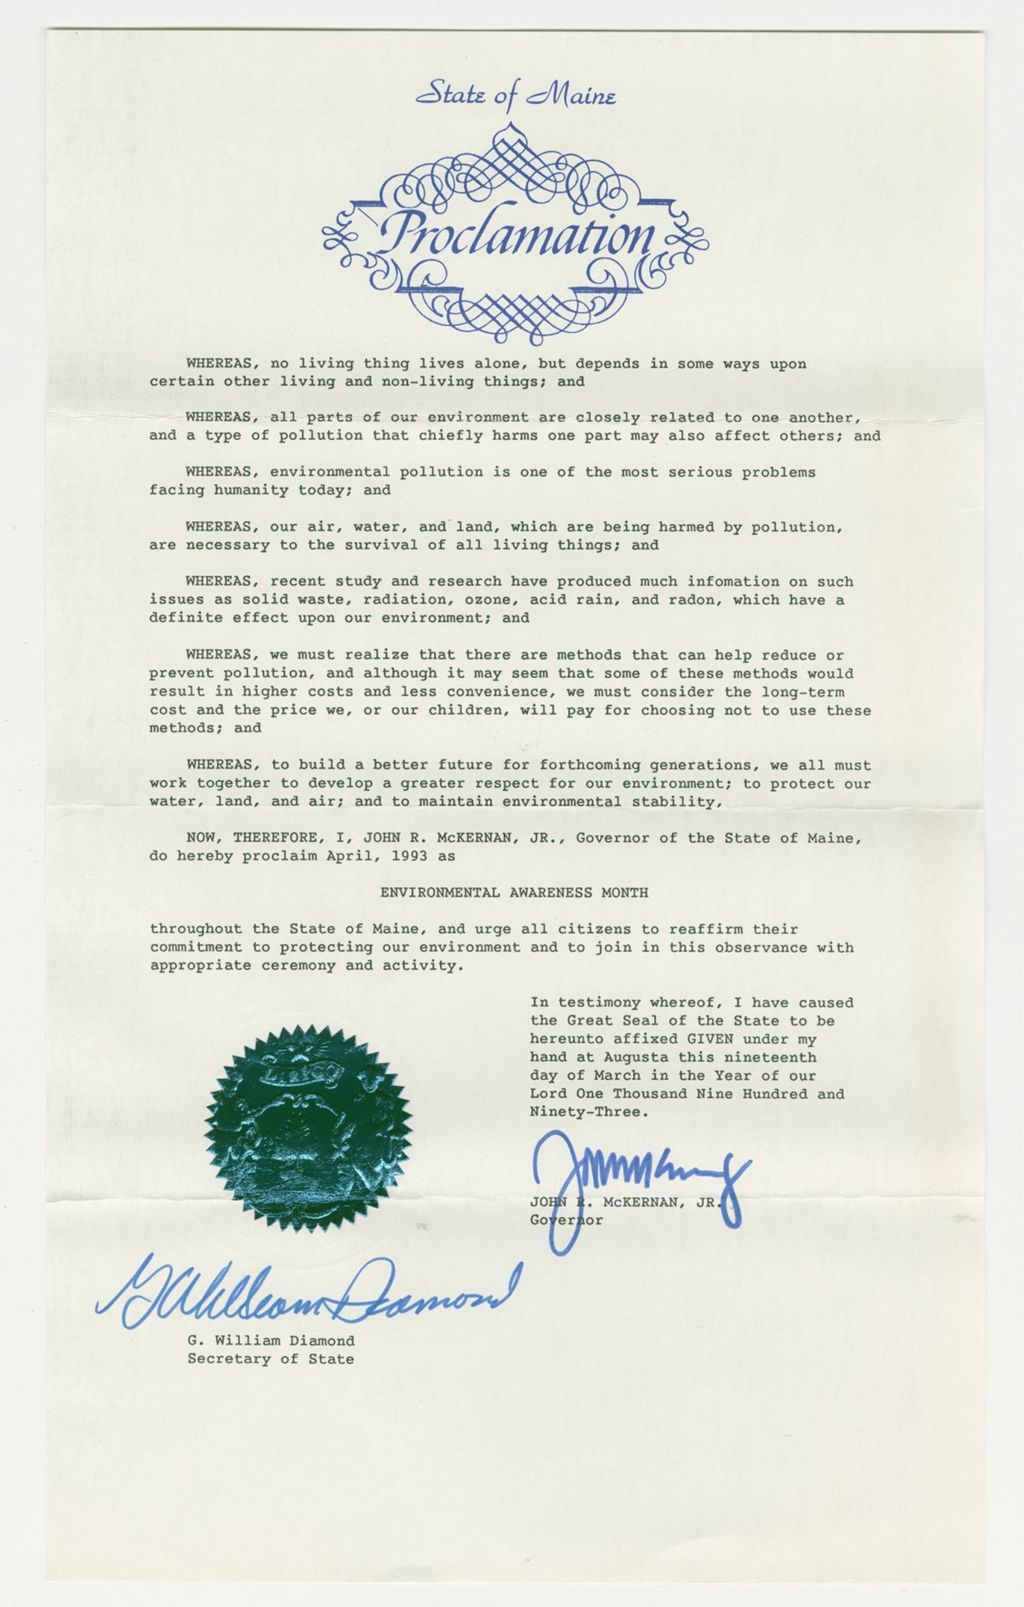 State of Maine
Proclamation
WHEREAS, no living thing lives alone, but depends in some ways upon
certain other living and non-living things; and
WHEREAS, all parts of our environment are closely related to one another,
and a type of pollution that chiefly harms one part may also affect others; and
WHEREAS, environmental pollution is one of the most serious problems
facing humanity today; and
WHEREAS, our air, water, and land, which are being harmed by pollution,
are necessary to the survival of all living things; and
WHEREAS, recent study and research have produced much infomation on such
issues as solid waste, radiation, ozone, acid rain, and radon, which have a
definite effect upon our environment; and
WHEREAS, we must realize that there are methods that can help reduce or
prevent pollution, and although it may seem that some of these methods would
result in higher costs and less convenience, we must consider the long-term
cost and the price we, or our children, will pay for choosing not to use these
methods; and
WHEREAS, to build a better future for forthcoming generations, we all must
work together to develop a greater respect for our environment; to protect our
water, land, and air; and to maintain environmental stability,
NOW, THEREFORE, I, JOHN R. McKERNAN, JR., Governor of the State of Maine,
do hereby proclaim April, 1993 as
ENVIRONMENTAL AWARENESS MONTH
throughout the State of Maine, and urge all citizens to reaffirm their
commitment to protecting our environment and to join in this observance with
appropriate ceremony and activity.
In testimony whereof, I have caused
the Great Seal of the State to be
hereunto affixed GIVEN under my
hand at Augusta this nineteenth
day of March in the Year of our
Lord One Thousand Nine Hundred and
Ninety-Three.
JOHN R. McKERNAN, JR.
Governor
G William Diamond
G. William Diamond
Secretary of State